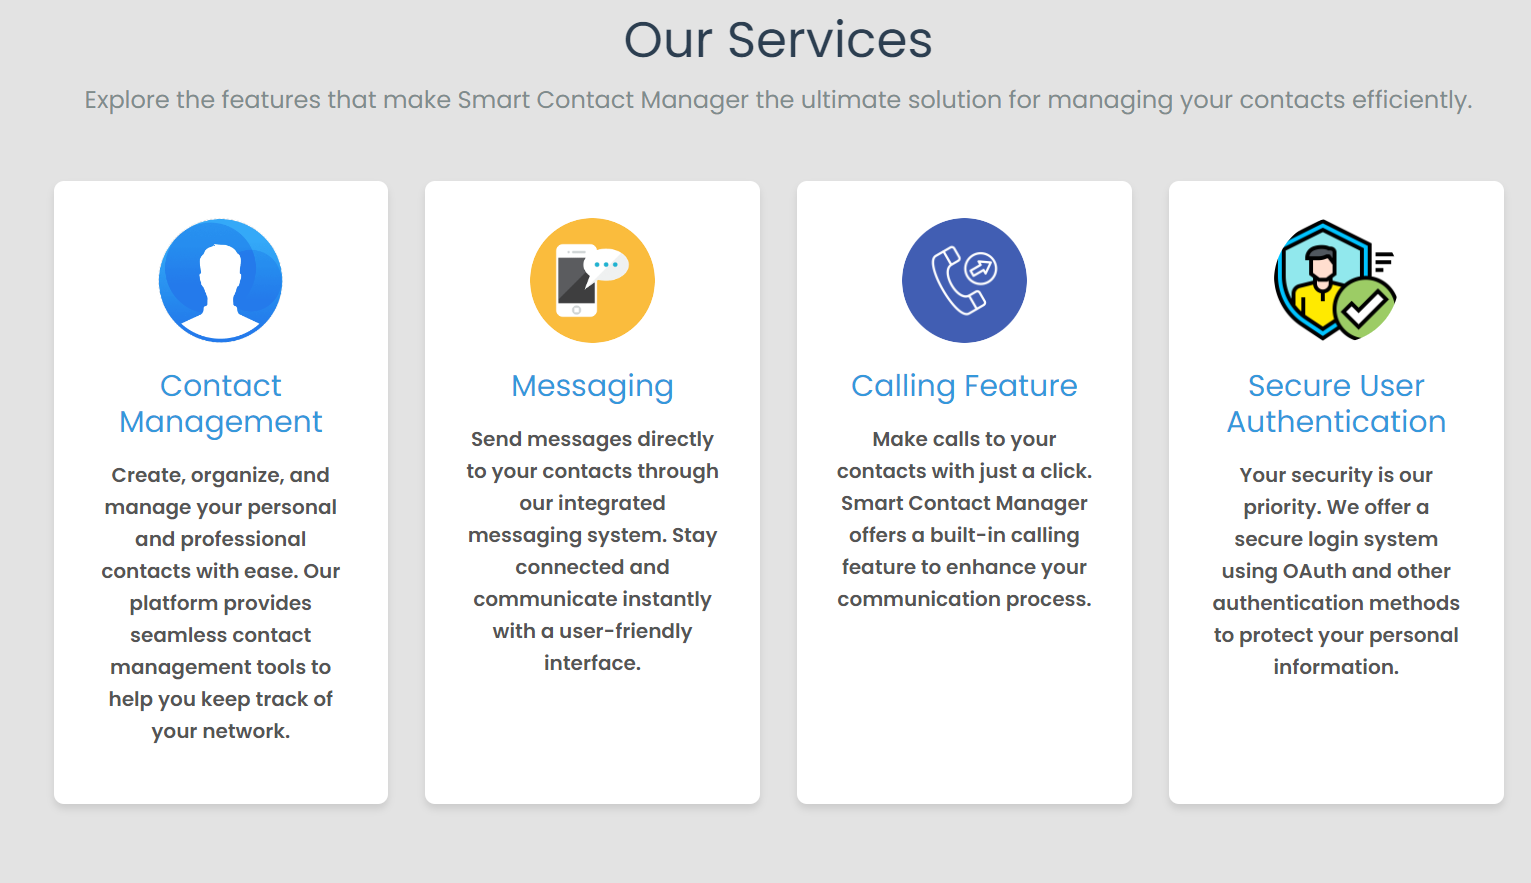 Our Services
Explore the features that make Smart Contact Manager the ultimate solution for managing your contacts efficiently.
Contact
Management
Create, organize, and
manage your personal
and professional
contacts with ease. Our
platform provides
seamless contact
management tools to
help you keep track of
your network.
Messaging
Send messages directly
to your contacts through
our integrated
messaging system. Stay
connected and
communicate instantly
with a user-friendly
interface.
Calling Feature
Make calls to your
contacts with just a click.
Smart Contact Manager
offers a built-in calling
feature to enhance your
communication process.
Secure User
Authentication
Your security is our
priority. We offer a
secure login system
using OAuth and other
authentication methods
to protect your personal
information.